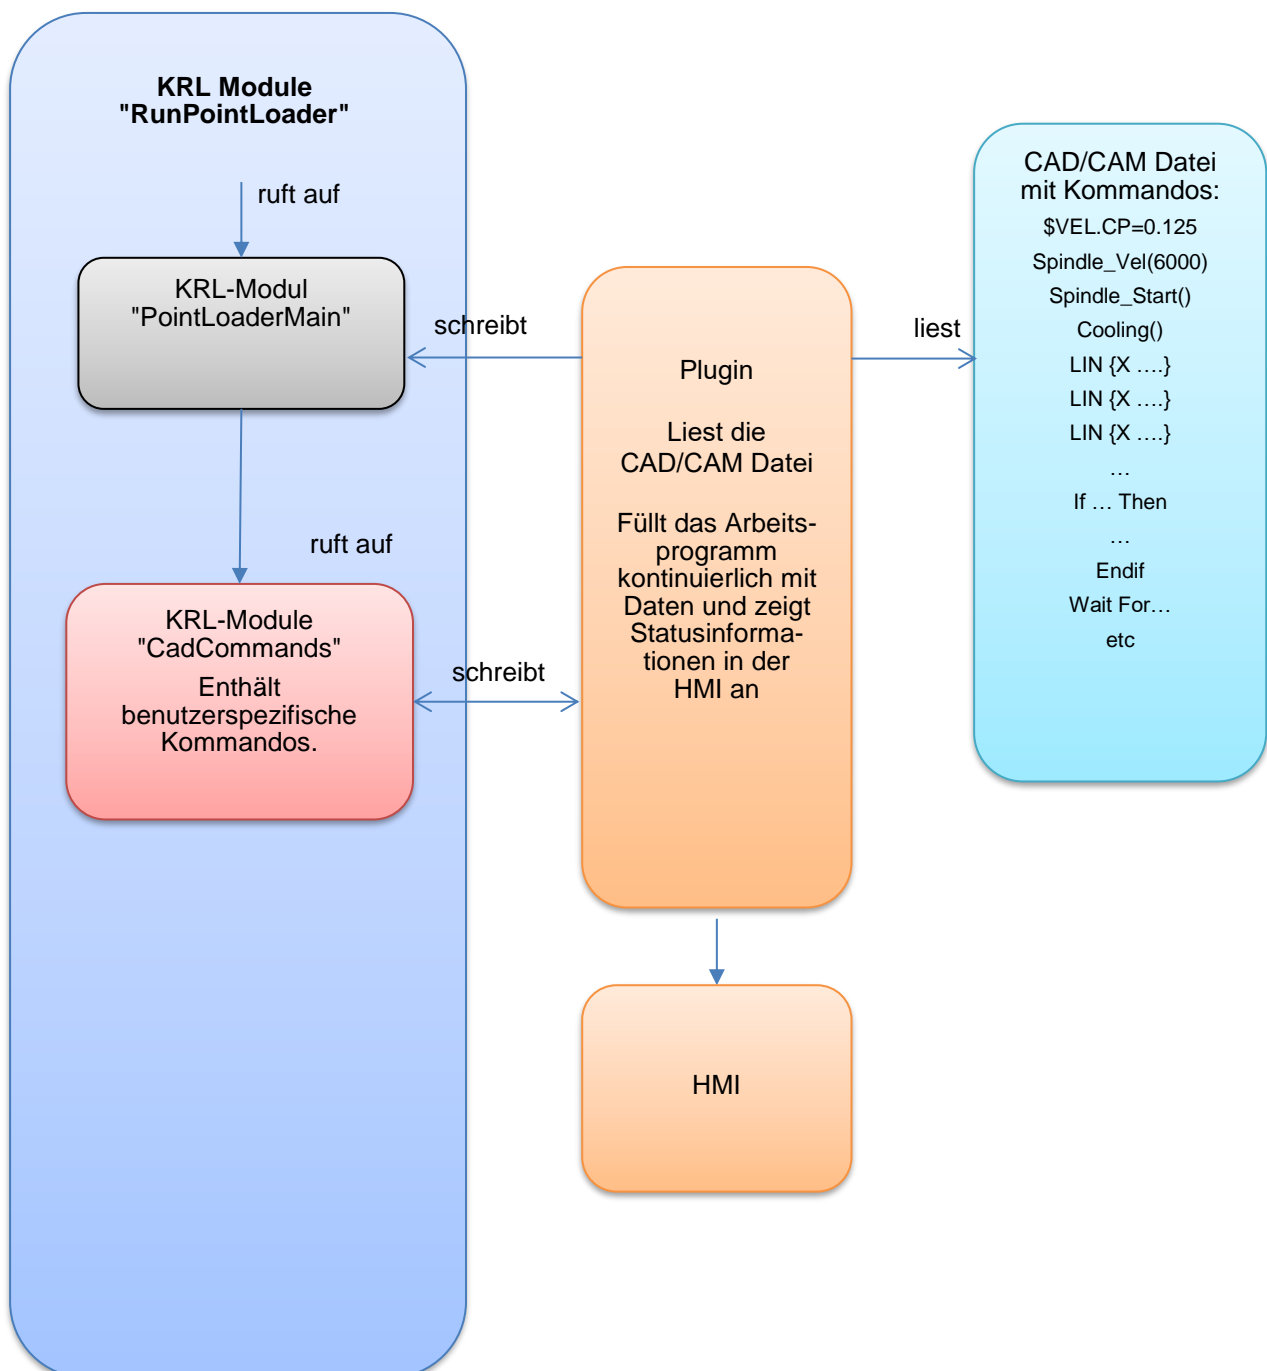 KRL Module
"RunPointLoader"
ruft auf
KRL-Modul
"PointLoaderMain"
ruft auf
KRL-Module
"CadCommands"
Enthält
benutzerspezifische
Kommandos.
schreibt
schreibt
Plugin
Liest die
CAD/CAM Datei
Füllt das Arbeits-
programm
kontinuierlich mit
Daten und zeigt
Statusinforma-
tionen in der
HMI an
HMI
liest
CAD/CAM Datei
mit Kommandos:
$VEL.CP=0.125
Spindle_Vel(6000)
Spindle_Start()
Cooling()
LIN {X ....}
LIN {X ....}
LIN {X ....}
…
If … Then
…
Endif
Wait For…
etc